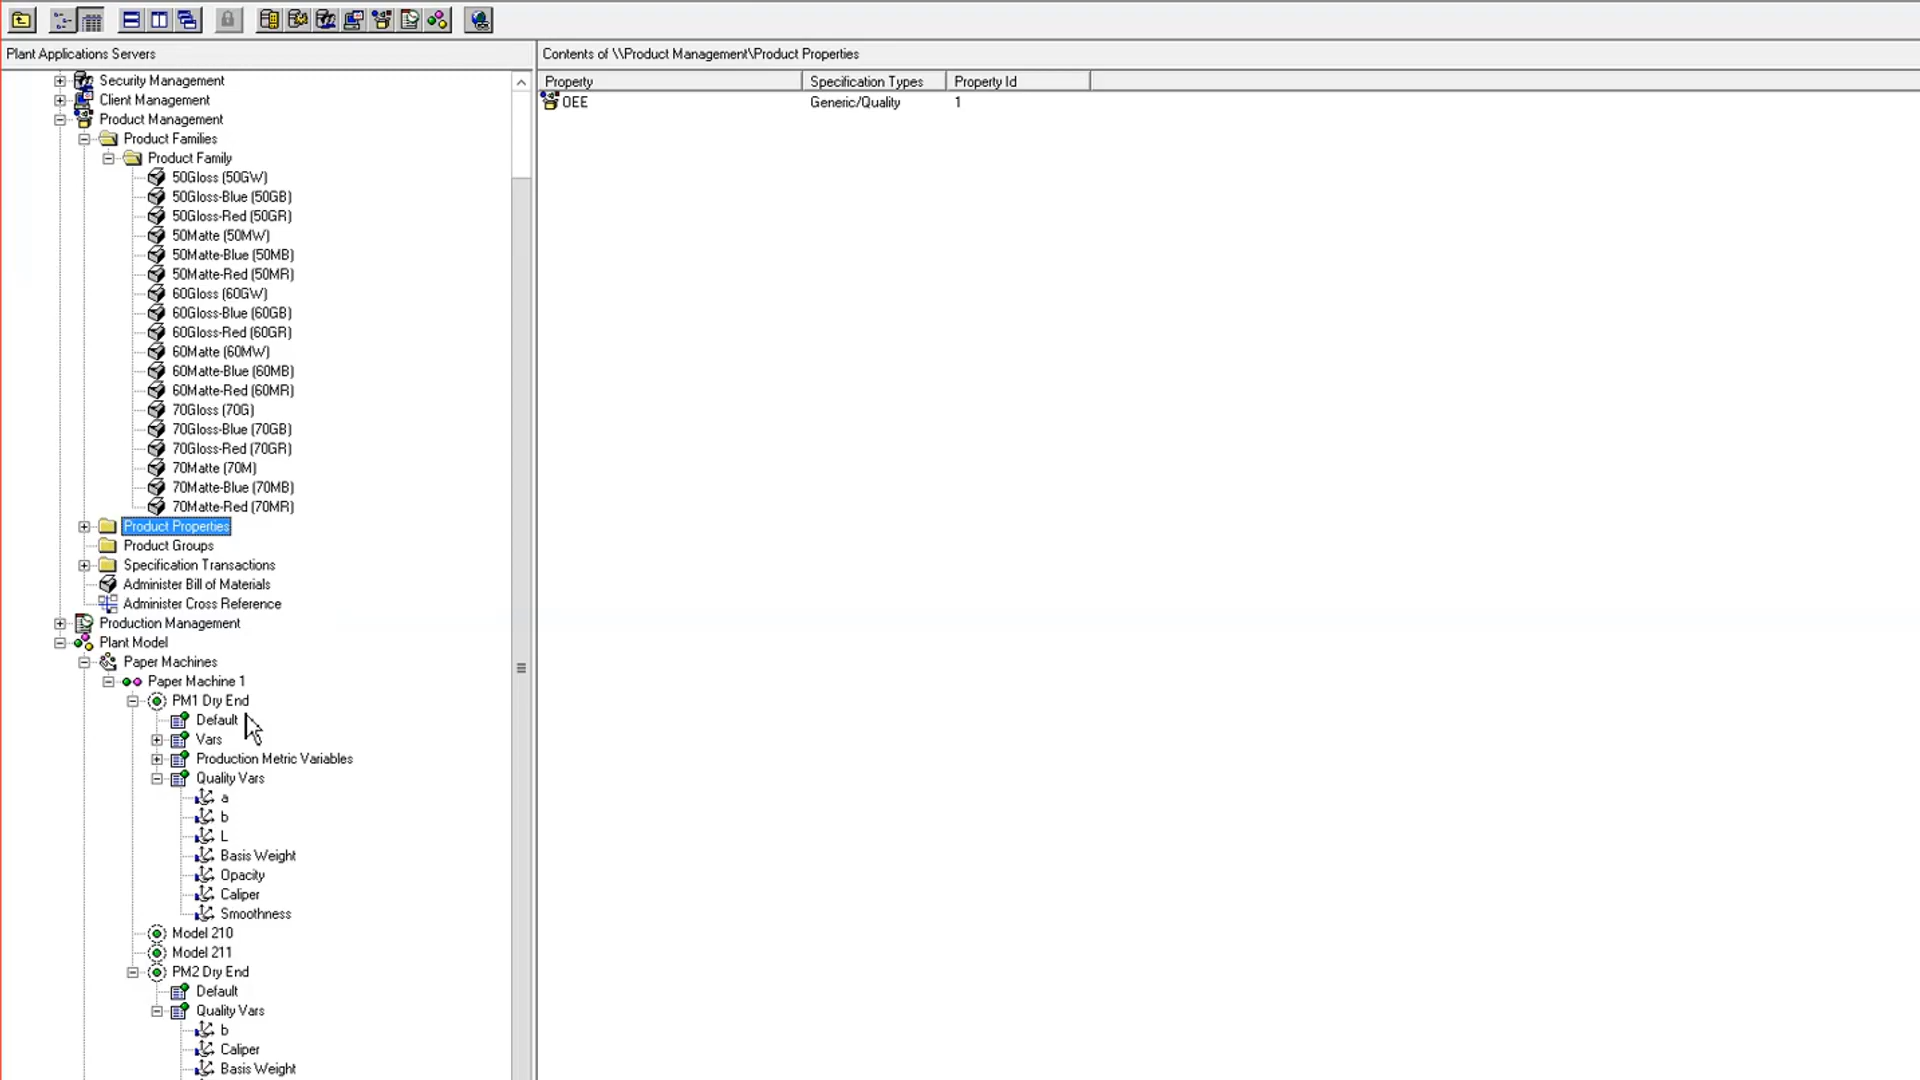 Plant Applications Servers
Contents of \\Product Management\Product Properties
Security Management
Client Management
Product Management
Product Families
Product Family
50Gloss (50GW)
50Gloss-Blue (50GB)
50Gloss-Red (50GR)
50Matte (50MW)
50Matte-Blue (50MB)
50Matte-Red (50MR)
60Gloss (60GW)
60Gloss-Blue (60GB)
60Gloss-Red (60GR)
60Matte (60MW)
60Matte-Blue (60MB)
60Matte-Red (60MR)
70Gloss (70G)
70Gloss-Blue (70GB)
70Gloss-Red (70GR)
70Matte (70M)
70Matte-Blue (70MB)
70Matte-Red (70MR)
Product Properties
Product Groups
Specification Transactions
Administer Bill of Materials
Administer Cross Reference
Production Management
Plant Model
Paper Machines
Paper Machine 1
PM1 Dry End
Default
Vars
Production Metric Variables
Quality Vars
a
b
L
Basis Weight
Opacity
Caliper
Smoothness
Model 210
Model 211
PM2 Dry End
Default
Quality Vars
b
Caliper
Basis Weight
Property Specification Types Property Id
OEE Generic/Quality 1